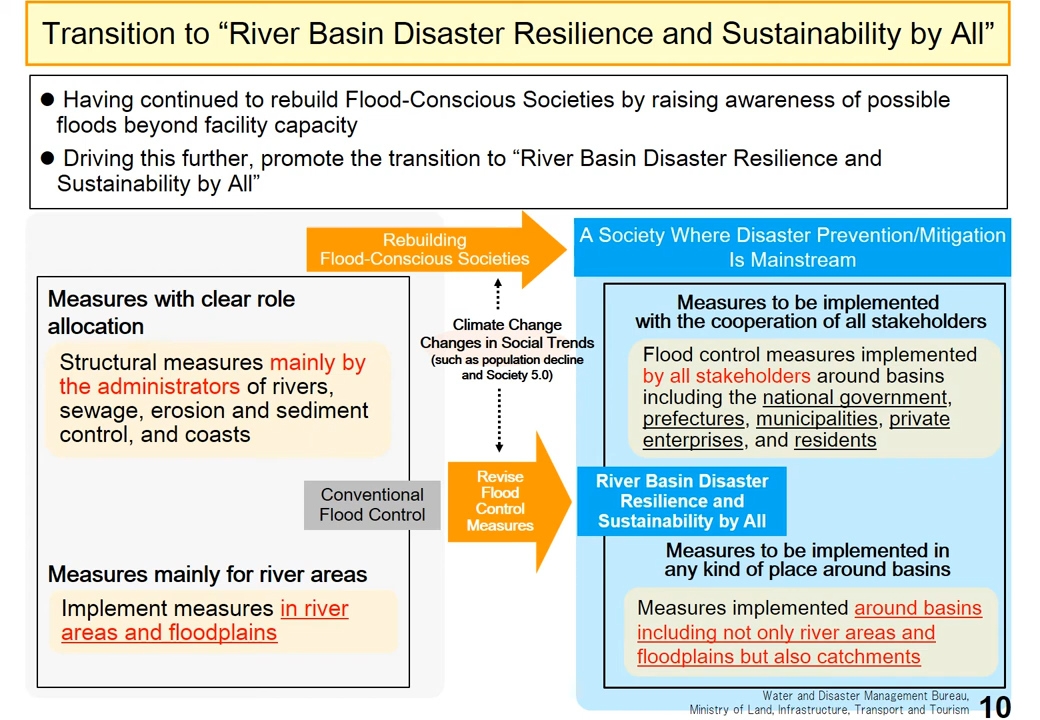 Transition to “River Basin Disaster Resilience and Sustainability by All”
● Having continued to rebuild Flood-Conscious Societies by raising awareness of possible
floods beyond facility capacity
● Driving this further, promote the transition to “River Basin Disaster Resilience and
Sustainability by All”
Rebuilding
Flood-Conscious Societies
A Society Where Disaster Prevention/Mitigation
Is Mainstream
Measures with clear role
allocation
Structural measures mainly by
the administrators of rivers,
sewage, erosion and sediment
control, and coasts
Conventional
Flood Control
Measures mainly for river areas
Implement measures in river
areas and floodplains
Climate Change
Changes in Social Trends
(such as population decline
and Society 5.0)
Revise
Flood
Control
Measures
Measures to be implemented
with the cooperation of all stakeholders
Flood control measures implemented
by all stakeholders around basins
including the national government,
prefectures, municipalities, private
enterprises, and residents
River Basin Disaster
Resilience and
Sustainability by All
Measures to be implemented in
any kind of place around basins
Measures implemented around basins
including not only river areas and
floodplains but also catchments
Water and Disaster Management Bureau,
Ministry of Land, Infrastructure, Transport and Tourism
10